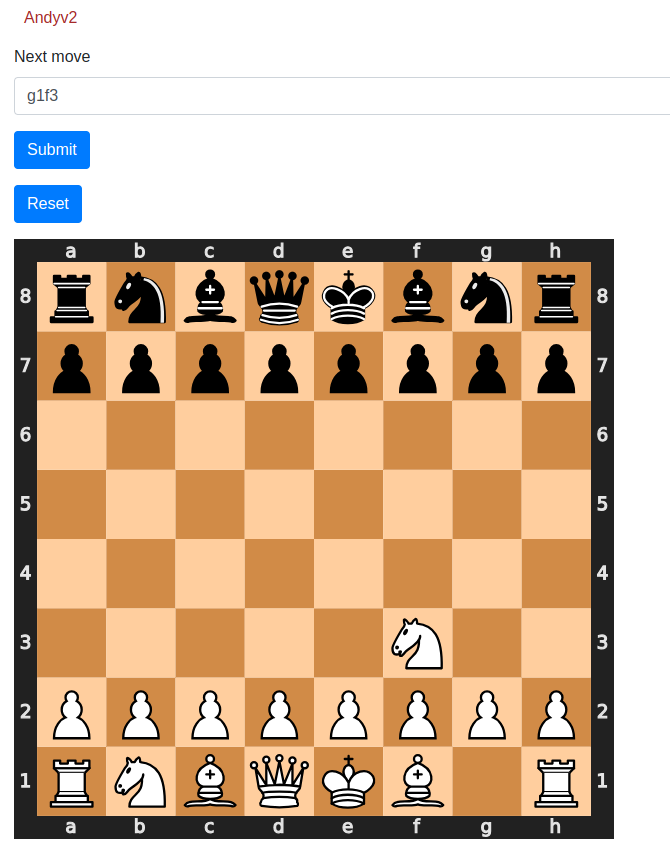 Andyv2
Next move
g1f3
Submit
Reset
a b c d e f g h
8 8
7 7
6 6
5 5
4 4
3 3
2 2
1 1
a b c d e f g h